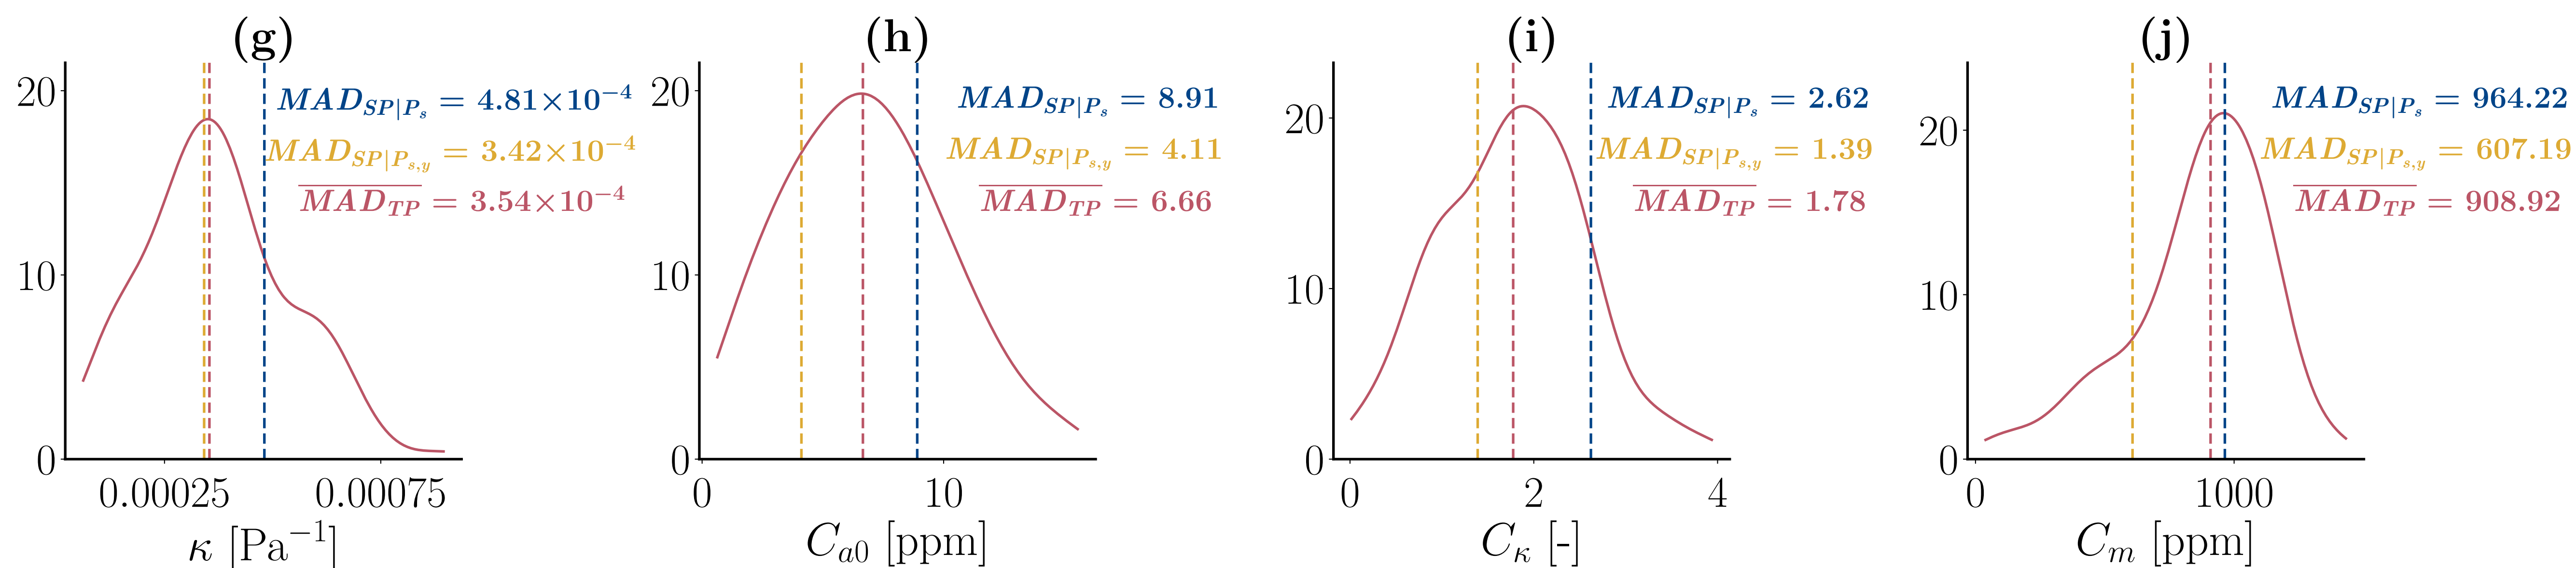 (g)
20
10
0
0.00025 0.00075
κ [Pa⁻¹]
MAD_{SP|P_s} = 4.81×10⁻⁴
MAD_{SP|P_{s,y}} = 3.42×10⁻⁴
\overline{MAD_{TP}} = 3.54×10⁻⁴
(h)
20
10
0
0 10
C_{a0} [ppm]
MAD_{SP|P_s} = 8.91
MAD_{SP|P_{s,y}} = 4.11
\overline{MAD_{TP}} = 6.66
(i)
20
10
0
0 2 4
C_κ [-]
MAD_{SP|P_s} = 2.62
MAD_{SP|P_{s,y}} = 1.39
\overline{MAD_{TP}} = 1.78
(j)
20
10
0
0 1000
C_m [ppm]
MAD_{SP|P_s} = 964.22
MAD_{SP|P_{s,y}} = 607.19
\overline{MAD_{TP}} = 908.92